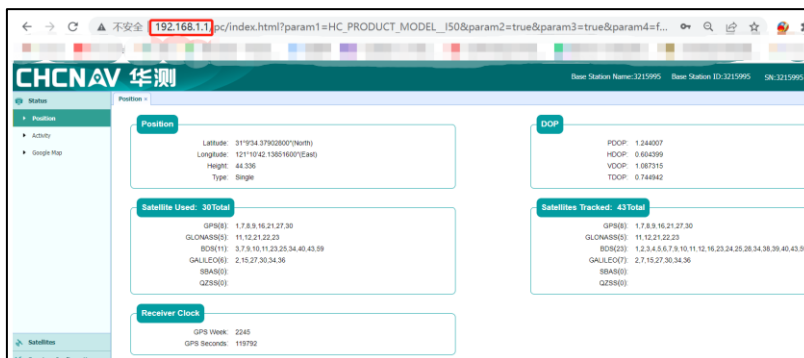 不安全 192.168.1.1/pc/index.html?param1=HC_PRODUCT_MODEL__I50&param2=true&param3=true&param4=f...
CHCNAV 华测
Base Station Name:3215995 Base Station ID:3215995 SN:3215995
Status
Position
Activity
Google Map
Satellites
Position ×
Position
Latitude: 31°9'34.37902800"(North)
Longitude: 121°10'42.13851600"(East)
Height: 44.336
Type: Single
DOP
PDOP: 1.244007
HDOP: 0.604399
VDOP: 1.087315
TDOP: 0.744942
Satellite Used: 30Total
GPS(8): 1,7,8,9,16,21,27,30
GLONASS(5): 11,12,21,22,23
BDS(11): 3,7,9,10,11,23,25,34,40,43,59
GALILEO(6): 2,15,27,30,34,36
SBAS(0):
QZSS(0):
Satellites Tracked: 43Total
GPS(8): 1,7,8,9,16,21,27,30
GLONASS(5): 11,12,21,22,23
BDS(23): 1,2,3,4,5,6,7,9,10,11,12,16,23,24,25,28,34,38,39,40,43,5
GALILEO(7): 2,7,15,27,30,34,36
SBAS(0):
QZSS(0):
Receiver Clock
GPS Week: 2245
GPS Seconds: 119792